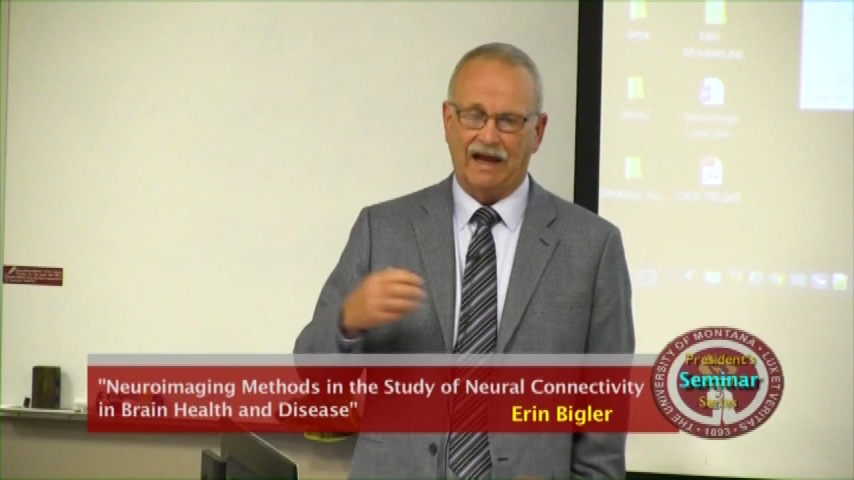 "Neuroimaging Methods in the Study of Neural Connectivity
in Brain Health and Disease"
Erin Bigler
THE UNIVERSITY OF MONTANA · LUX ET VERITAS ·
President's
Seminar
Series
1893